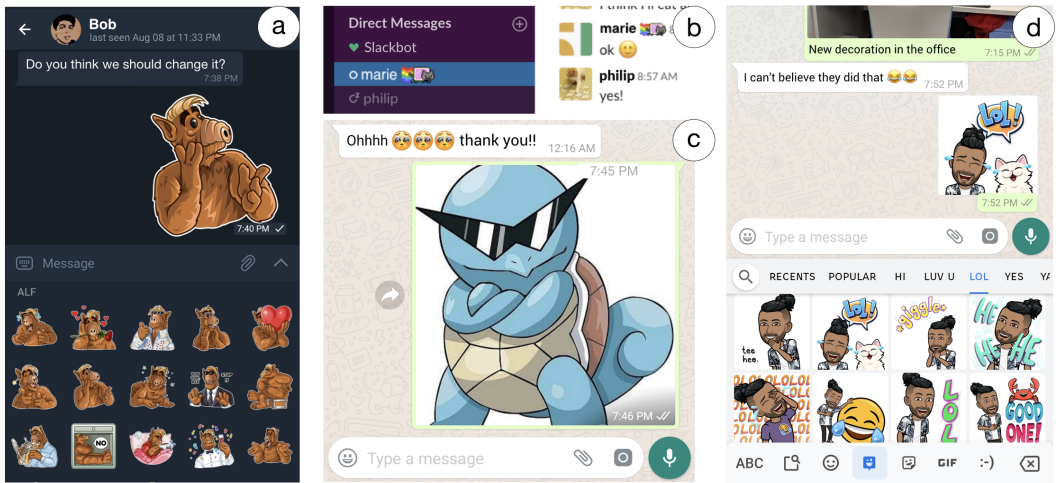 a
Bob
last seen Aug 08 at 11:33 PM
Do you think we should change it?
7:38 PM
7:40 PM
Message
ALF
NO
b
Direct Messages
Slackbot
marie
philip
marie
ok
philip 8:57 AM
yes!
c
Ohhhh thank you!!
12:16 AM
7:45 PM
7:46 PM
Type a message
d
New decoration in the office
7:15 PM
I can't believe they did that
7:52 PM
LOL!
7:52 PM
Type a message
RECENTS POPULAR HI LUV U LOL YES
tee hee.
LOL!
giggle
HE HE HE
LOLOLOL
LOL
GOOD ONE!
ABC
GIF
:-)